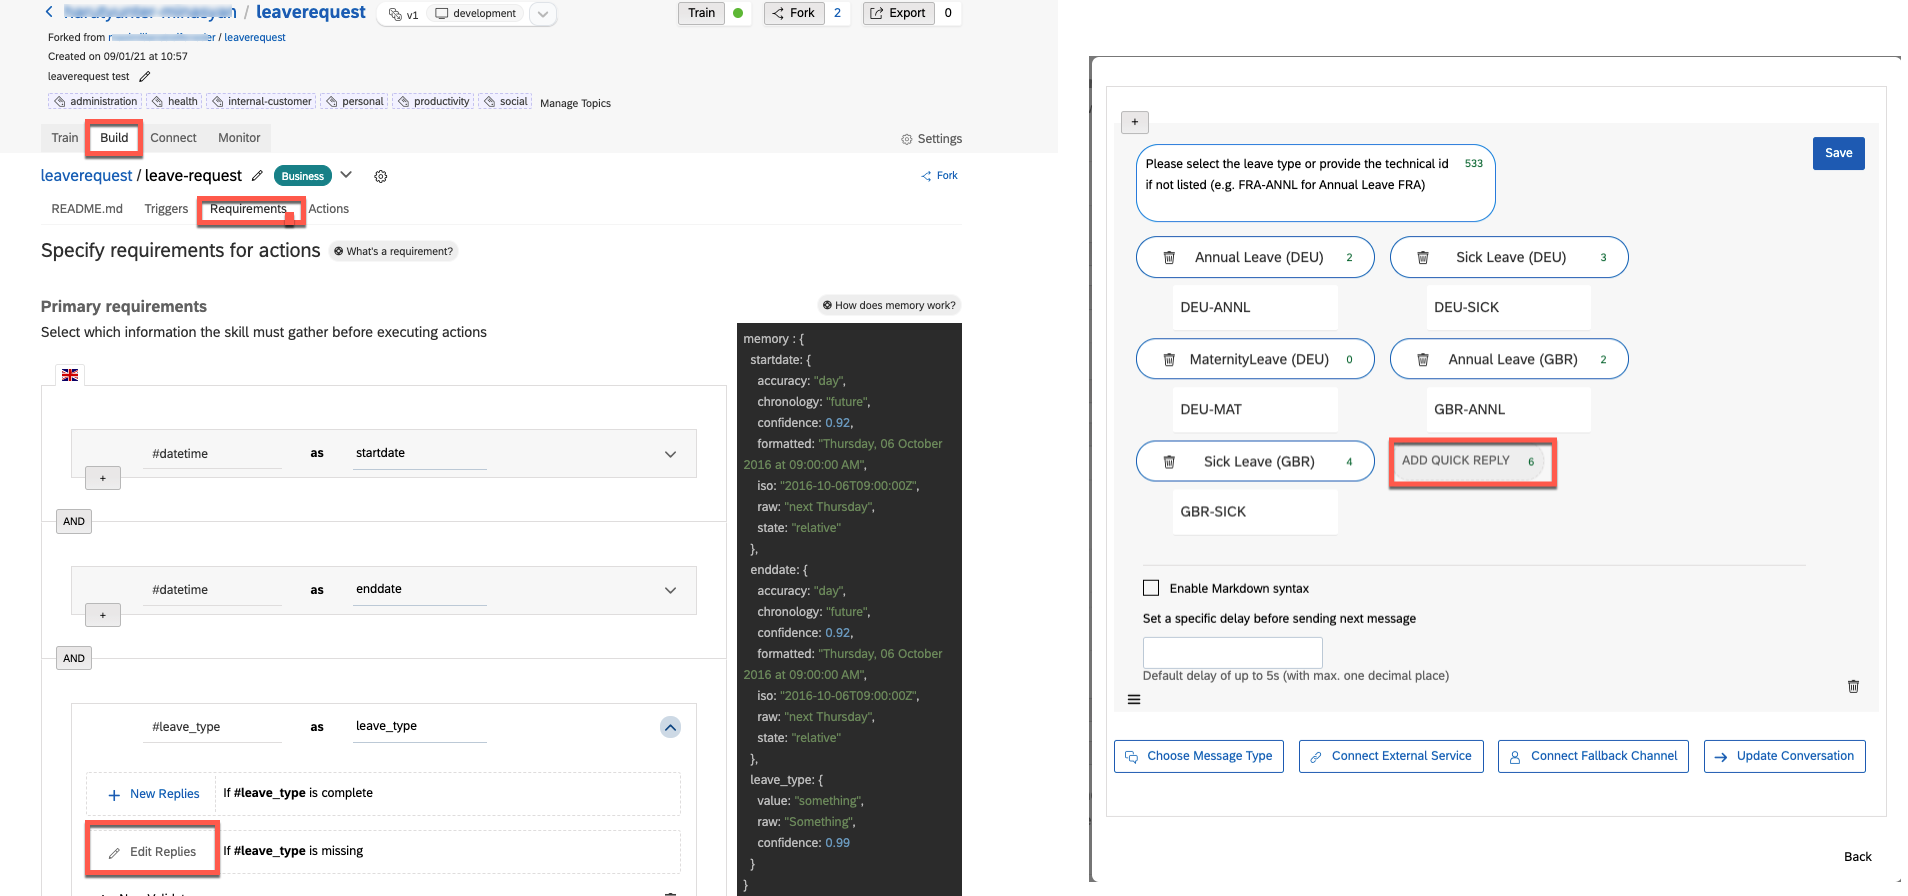 / leaverequest
v1
development
Train
Fork
2
Export
0
Forked from / leaverequest
Created on 09/01/21 at 10:57
leaverequest test
administration
health
internal-customer
personal
productivity
social
Manage Topics
Train
Build
Connect
Monitor
Settings
leaverequest / leave-request
Business
Fork
README.md
Triggers
Requirements
Actions
Specify requirements for actions
What's a requirement?
Primary requirements
How does memory work?
Select which information the skill must gather before executing actions
#datetime as startdate
+
AND
#datetime as enddate
+
AND
#leave_type as leave_type
+ New Replies
If #leave_type is complete
Edit Replies
If #leave_type is missing
memory : {
startdate: {
accuracy: "day",
chronology: "future",
confidence: 0.92,
formatted: "Thursday, 06 October
2016 at 09:00:00 AM",
iso: "2016-10-06T09:00:00Z",
raw: "next Thursday",
state: "relative"
},
enddate: {
accuracy: "day",
chronology: "future",
confidence: 0.92,
formatted: "Thursday, 06 October
2016 at 09:00:00 AM",
iso: "2016-10-06T09:00:00Z",
raw: "next Thursday",
state: "relative"
},
leave_type: {
value: "something",
raw: "Something",
confidence: 0.99
}
}
+
Save
Please select the leave type or provide the technical id 533
if not listed (e.g. FRA-ANNL for Annual Leave FRA)
Annual Leave (DEU) 2
Sick Leave (DEU) 3
DEU-ANNL
DEU-SICK
MaternityLeave (DEU) 0
Annual Leave (GBR) 2
DEU-MAT
GBR-ANNL
Sick Leave (GBR) 4
ADD QUICK REPLY 6
GBR-SICK
Enable Markdown syntax
Set a specific delay before sending next message
Default delay of up to 5s (with max. one decimal place)
Choose Message Type
Connect External Service
Connect Fallback Channel
Update Conversation
Back